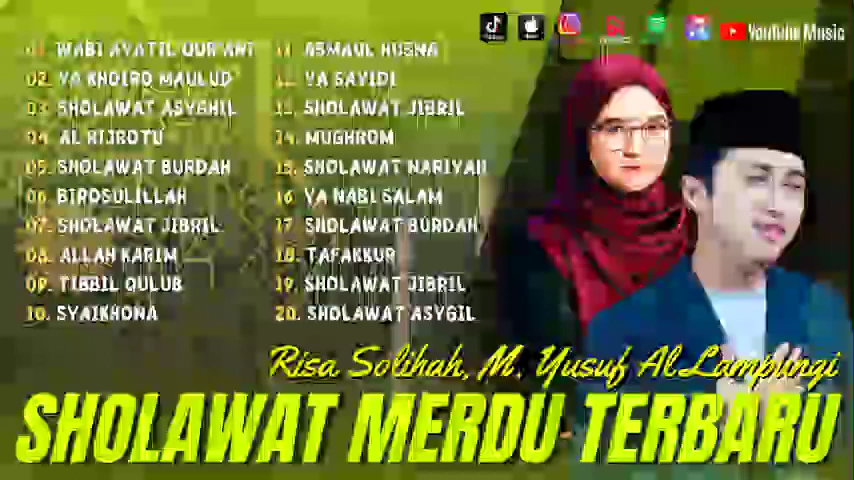 01. WABI AYATIL QUR'ANI
02. YA KHOIRO MAULUD
03. SHOLAWAT ASYGHIL
04. AL HIJROTU
05. SHOLAWAT BURDAH
06. BIROSULILLAH
07. SHOLAWAT JIBRIL
08. ALLAH KARIM
09. TIBBIL QULUB
10. SYAIKHONA
11. ASMAUL HUSNA
12. YA SAYIDI
13. SHOLAWAT JIBRIL
14. MUGHROM
15. SHOLAWAT NARIYAH
16. YA NABI SALAM
17. SHOLAWAT BURDAH
18. TAFAKKUR
19. SHOLAWAT JIBRIL
20. SHOLAWAT ASYGIL
YouTube Music
Risa Solihah, M. Yusuf Al Lampungi
SHOLAWAT MERDU TERBARU